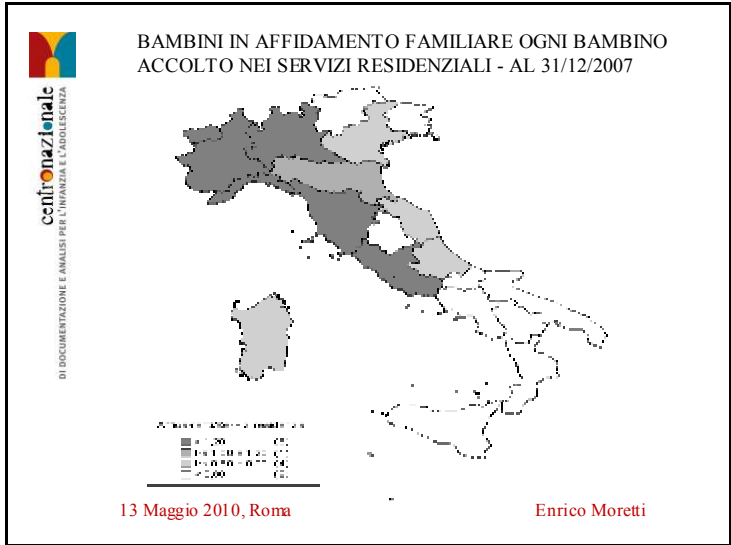 BAMBINI IN AFFIDAMENTO FAMILIARE OGNI BAMBINO
ACCOLTO NEI SERVIZI RESIDENZIALI - AL 31/12/2007
centronazionale
DI DOCUMENTAZIONE E ANALISI PER L'INFANZIA E L'ADOLESCENZA
13 Maggio 2010, Roma
Enrico Moretti